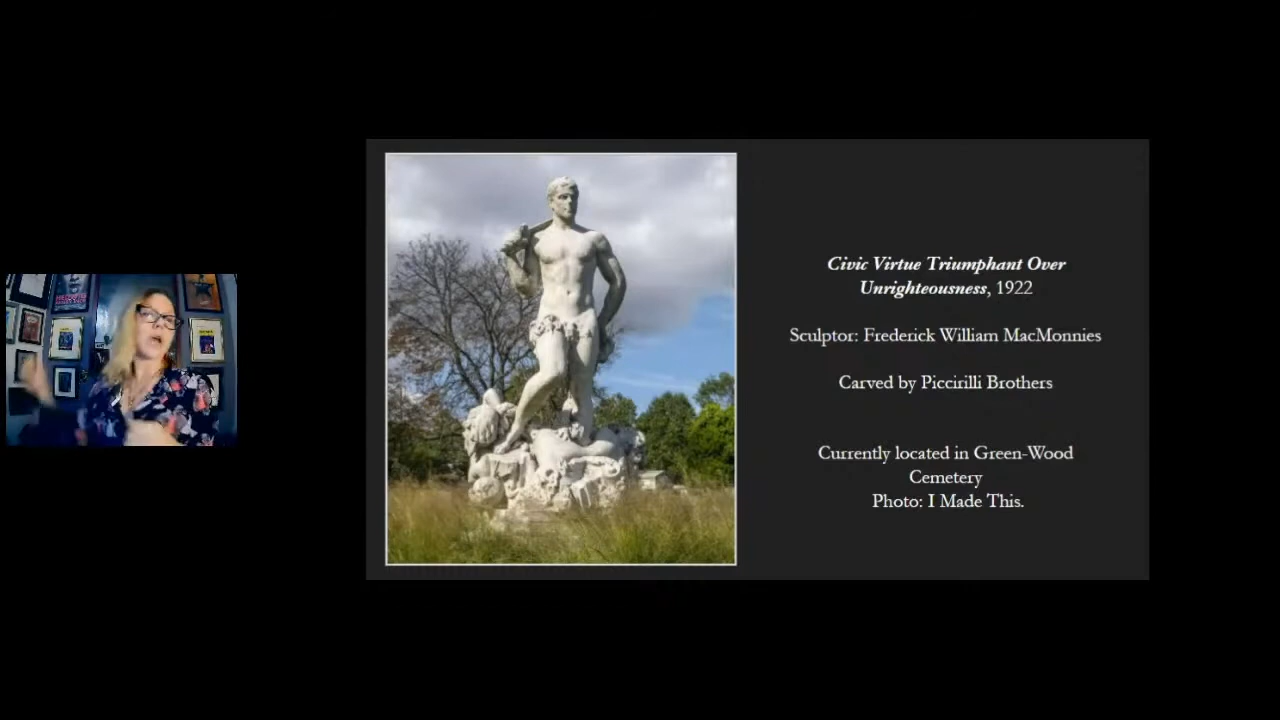 Civic Virtue Triumphant Over
Unrighteousness, 1922
Sculptor: Frederick William MacMonnies
Carved by Piccirilli Brothers
Currently located in Green-Wood
Cemetery
Photo: I Made This.